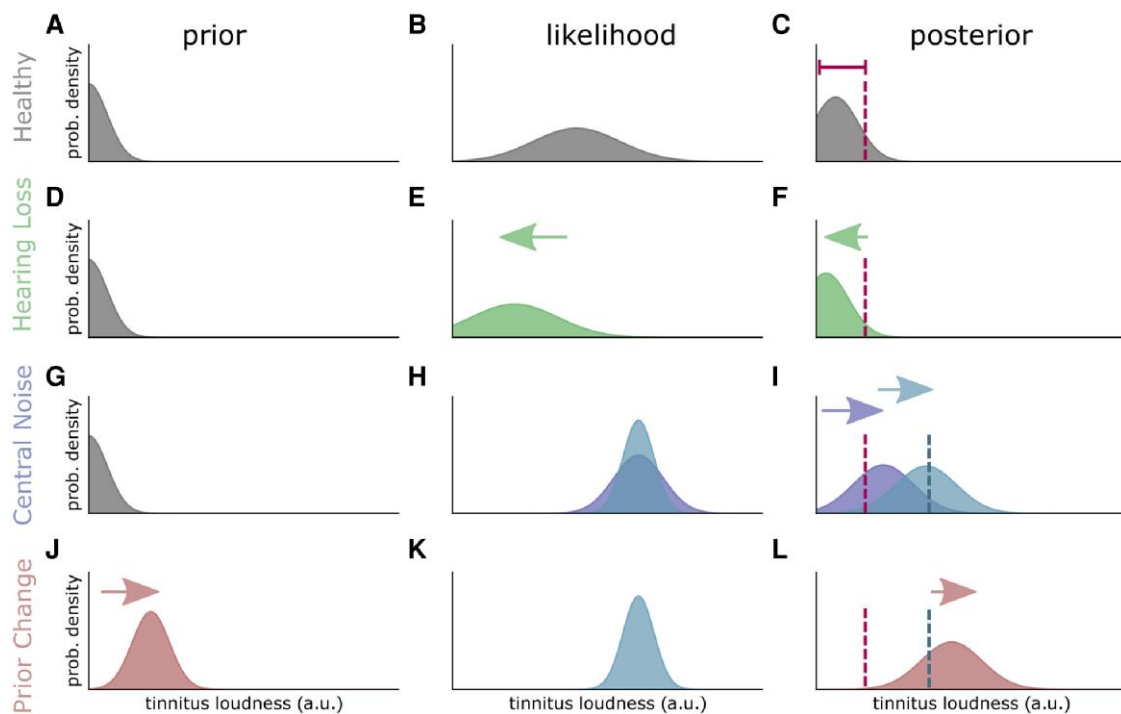 A
prior
B
likelihood
C
posterior
Healthy
prob. density
D
E
F
Hearing Loss
prob. density
G
H
I
Central Noise
prob. density
J
K
L
Prior Change
prob. density
tinnitus loudness (a.u.)
tinnitus loudness (a.u.)
tinnitus loudness (a.u.)